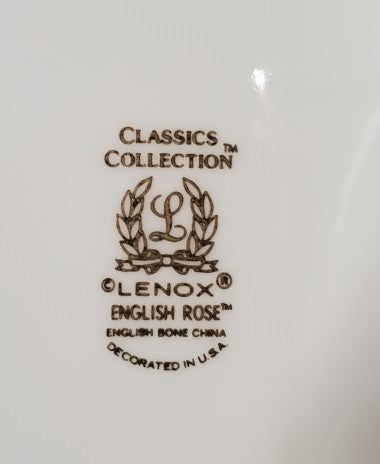 CLASSICS
COLLECTION™
L
©LENOX®
ENGLISH ROSE™
ENGLISH BONE CHINA
DECORATED IN U.S.A.